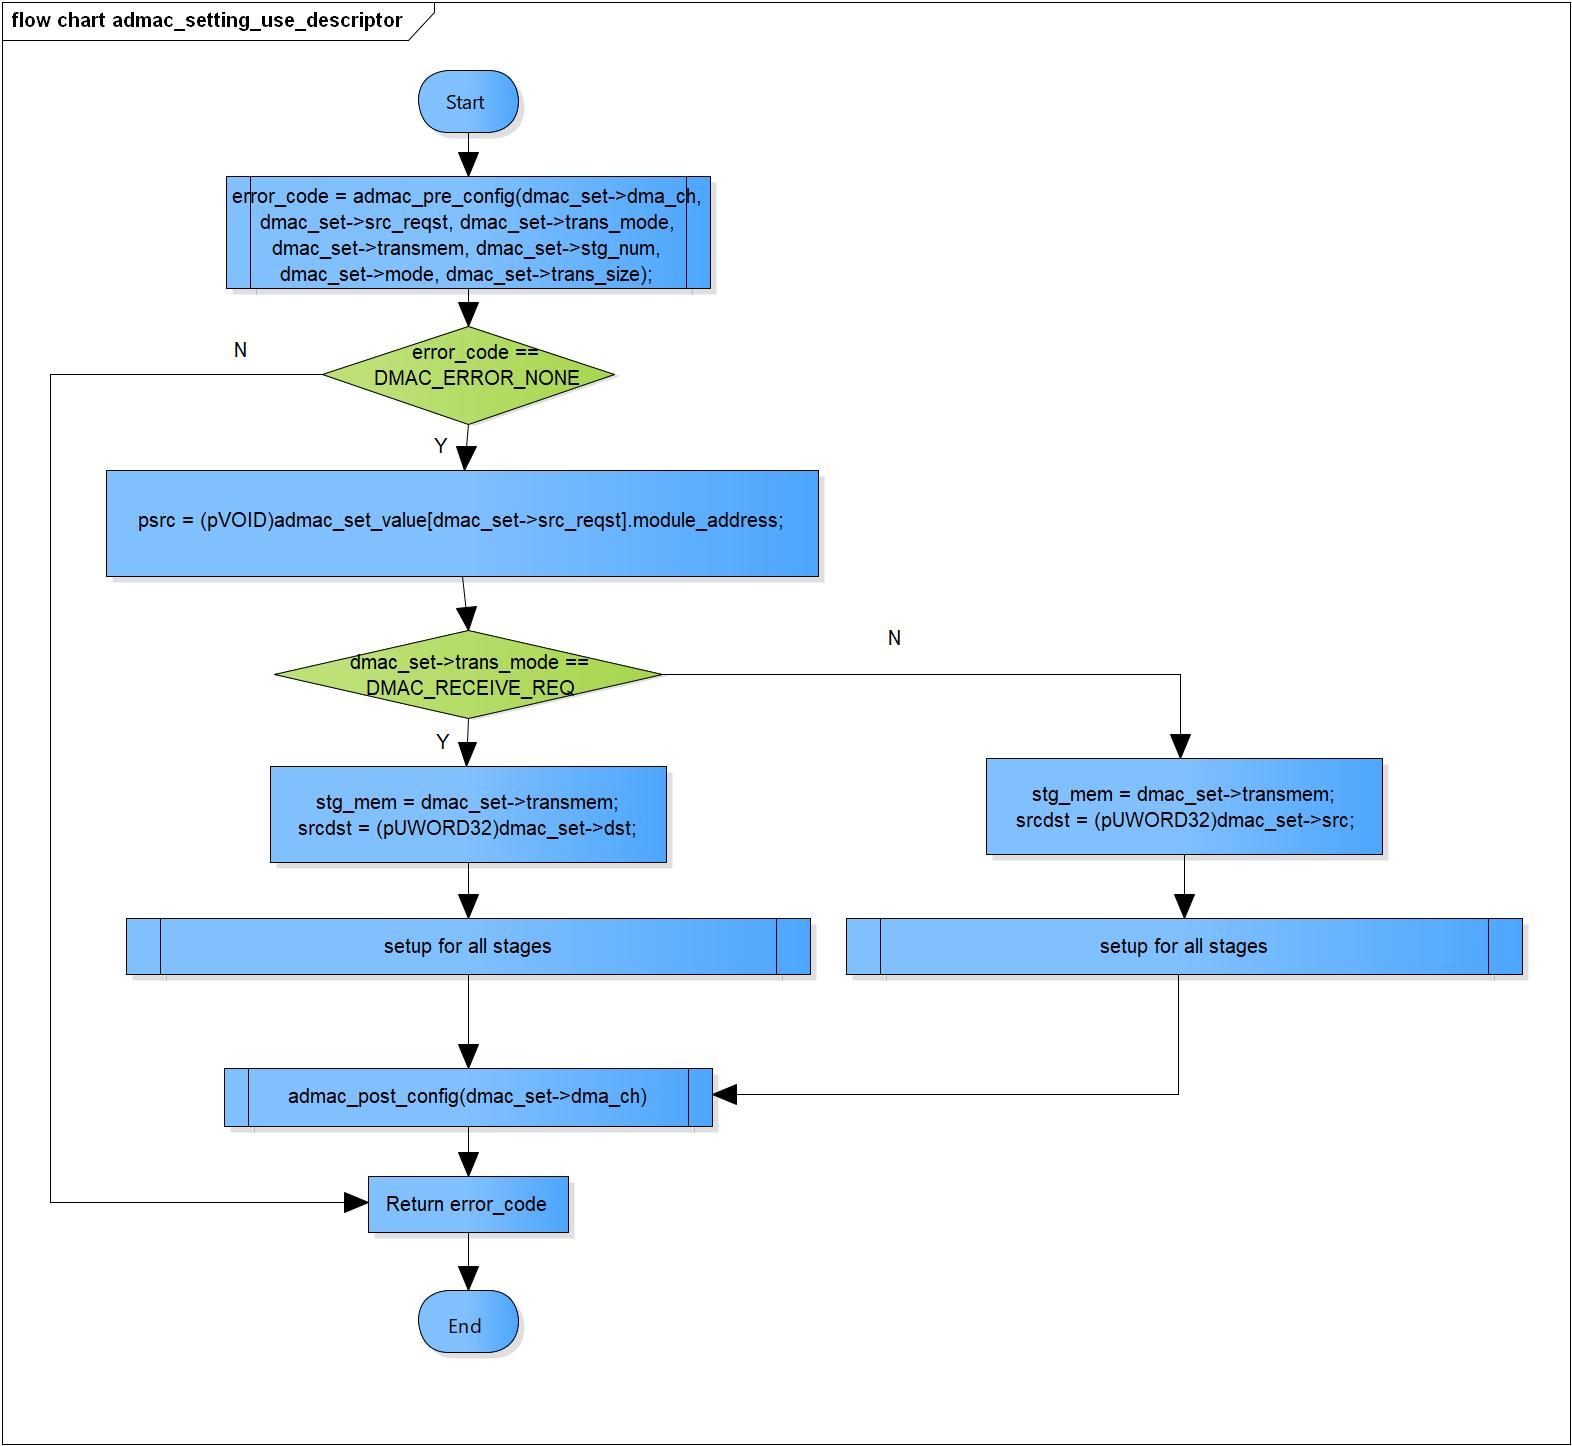 flow chart admac_setting_use_descriptor
Start
error_code = admac_pre_config(dmac_set->dma_ch,
dmac_set->src_reqst, dmac_set->trans_mode,
dmac_set->transmem, dmac_set->stg_num,
dmac_set->mode, dmac_set->trans_size);
N
error_code ==
DMAC_ERROR_NONE
Y
psrc = (pVOID)admac_set_value[dmac_set->src_reqst].module_address;
N
dmac_set->trans_mode ==
DMAC_RECEIVE_REQ
Y
stg_mem = dmac_set->transmem;
srcdst = (pUWORD32)dmac_set->dst;
stg_mem = dmac_set->transmem;
srcdst = (pUWORD32)dmac_set->src;
setup for all stages
setup for all stages
admac_post_config(dmac_set->dma_ch)
Return error_code
End